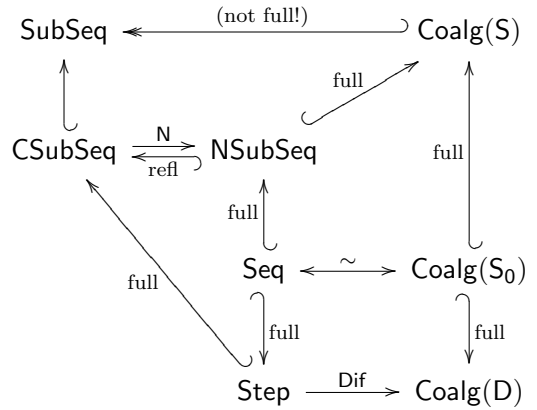 (not full!)
SubSeq Coalg(S)
full
CSubSeq N NSubSeq full
refl
full
Seq ~ Coalg(S₀)
full
full full
Step Dif Coalg(D)